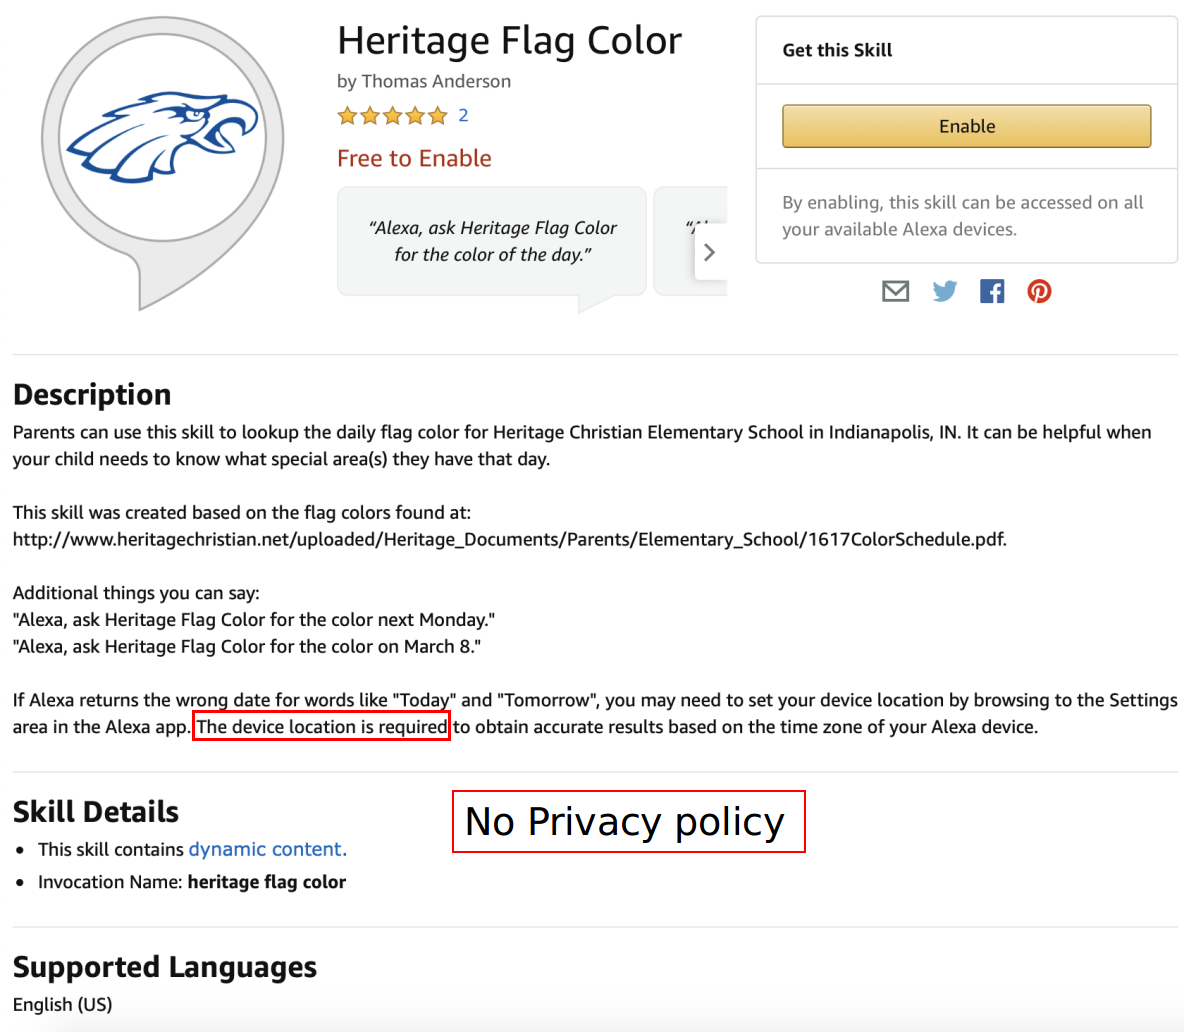 Heritage Flag Color
by Thomas Anderson
2
Free to Enable
“Alexa, ask Heritage Flag Color
for the color of the day.”
Get this Skill
Enable
By enabling, this skill can be accessed on all
your available Alexa devices.
Description
Parents can use this skill to lookup the daily flag color for Heritage Christian Elementary School in Indianapolis, IN. It can be helpful when
your child needs to know what special area(s) they have that day.
This skill was created based on the flag colors found at:
http://www.heritagechristian.net/uploaded/Heritage_Documents/Parents/Elementary_School/1617ColorSchedule.pdf.
Additional things you can say:
"Alexa, ask Heritage Flag Color for the color next Monday."
"Alexa, ask Heritage Flag Color for the color on March 8."
If Alexa returns the wrong date for words like "Today" and "Tomorrow", you may need to set your device location by browsing to the Settings
area in the Alexa app. The device location is required to obtain accurate results based on the time zone of your Alexa device.
Skill Details
No Privacy policy
• This skill contains dynamic content.
• Invocation Name: heritage flag color
Supported Languages
English (US)